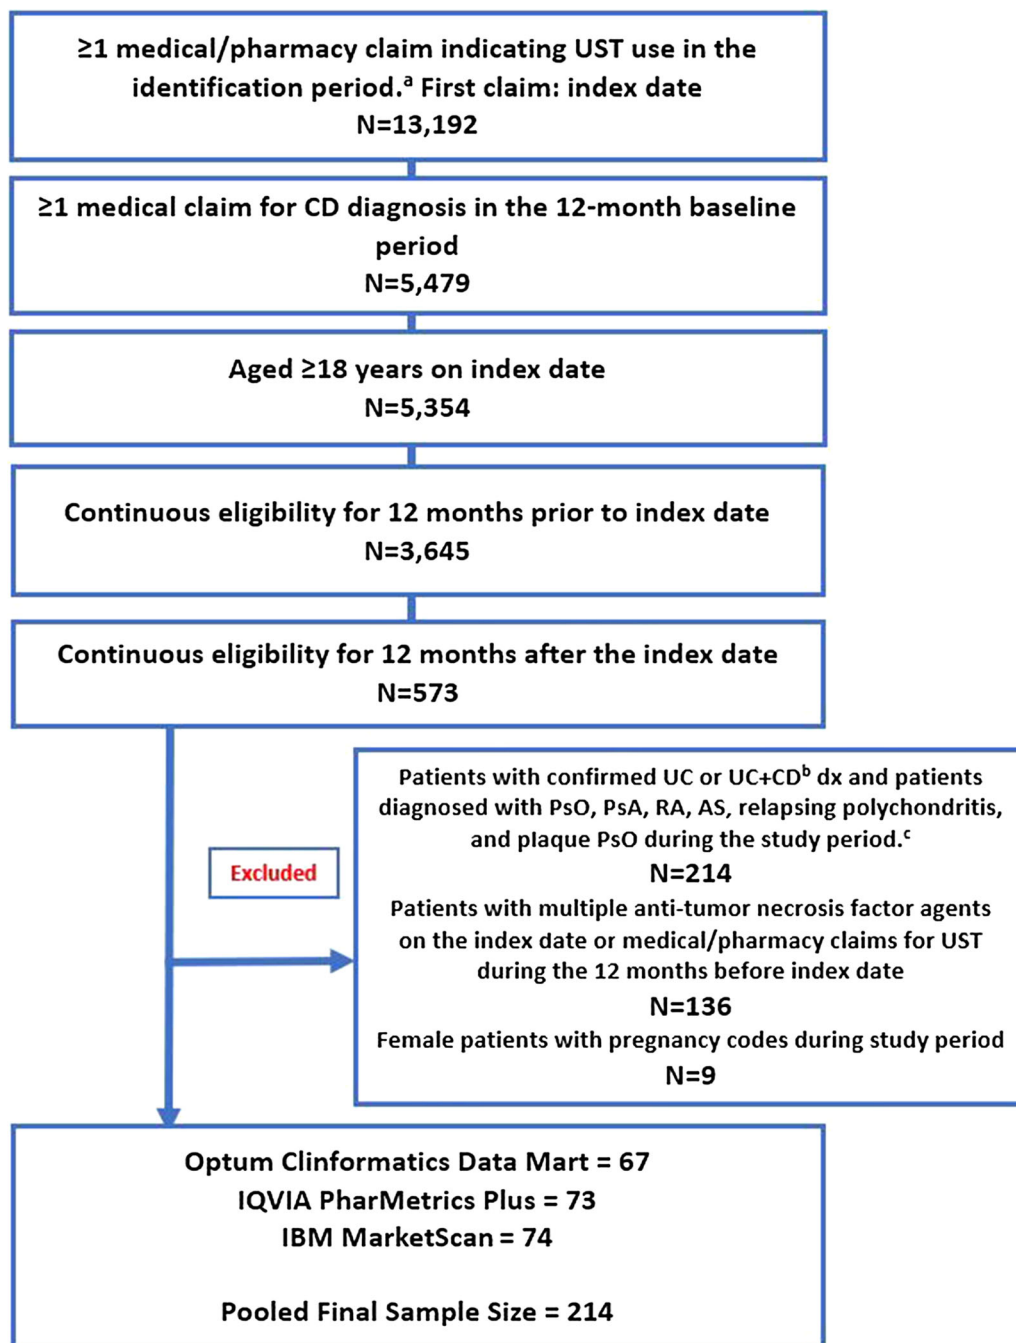 ≥1 medical/pharmacy claim indicating UST use in the
identification period.ᵃ First claim: index date
N=13,192
≥1 medical claim for CD diagnosis in the 12-month baseline
period
N=5,479
Aged ≥18 years on index date
N=5,354
Continuous eligibility for 12 months prior to index date
N=3,645
Continuous eligibility for 12 months after the index date
N=573
Excluded
Patients with confirmed UC or UC+CDᵇ dx and patients
diagnosed with PsO, PsA, RA, AS, relapsing polychondritis,
and plaque PsO during the study period.ᶜ
N=214
Patients with multiple anti-tumor necrosis factor agents
on the index date or medical/pharmacy claims for UST
during the 12 months before index date
N=136
Female patients with pregnancy codes during study period
N=9
Optum Clinformatics Data Mart = 67
IQVIA PharMetrics Plus = 73
IBM MarketScan = 74
Pooled Final Sample Size = 214